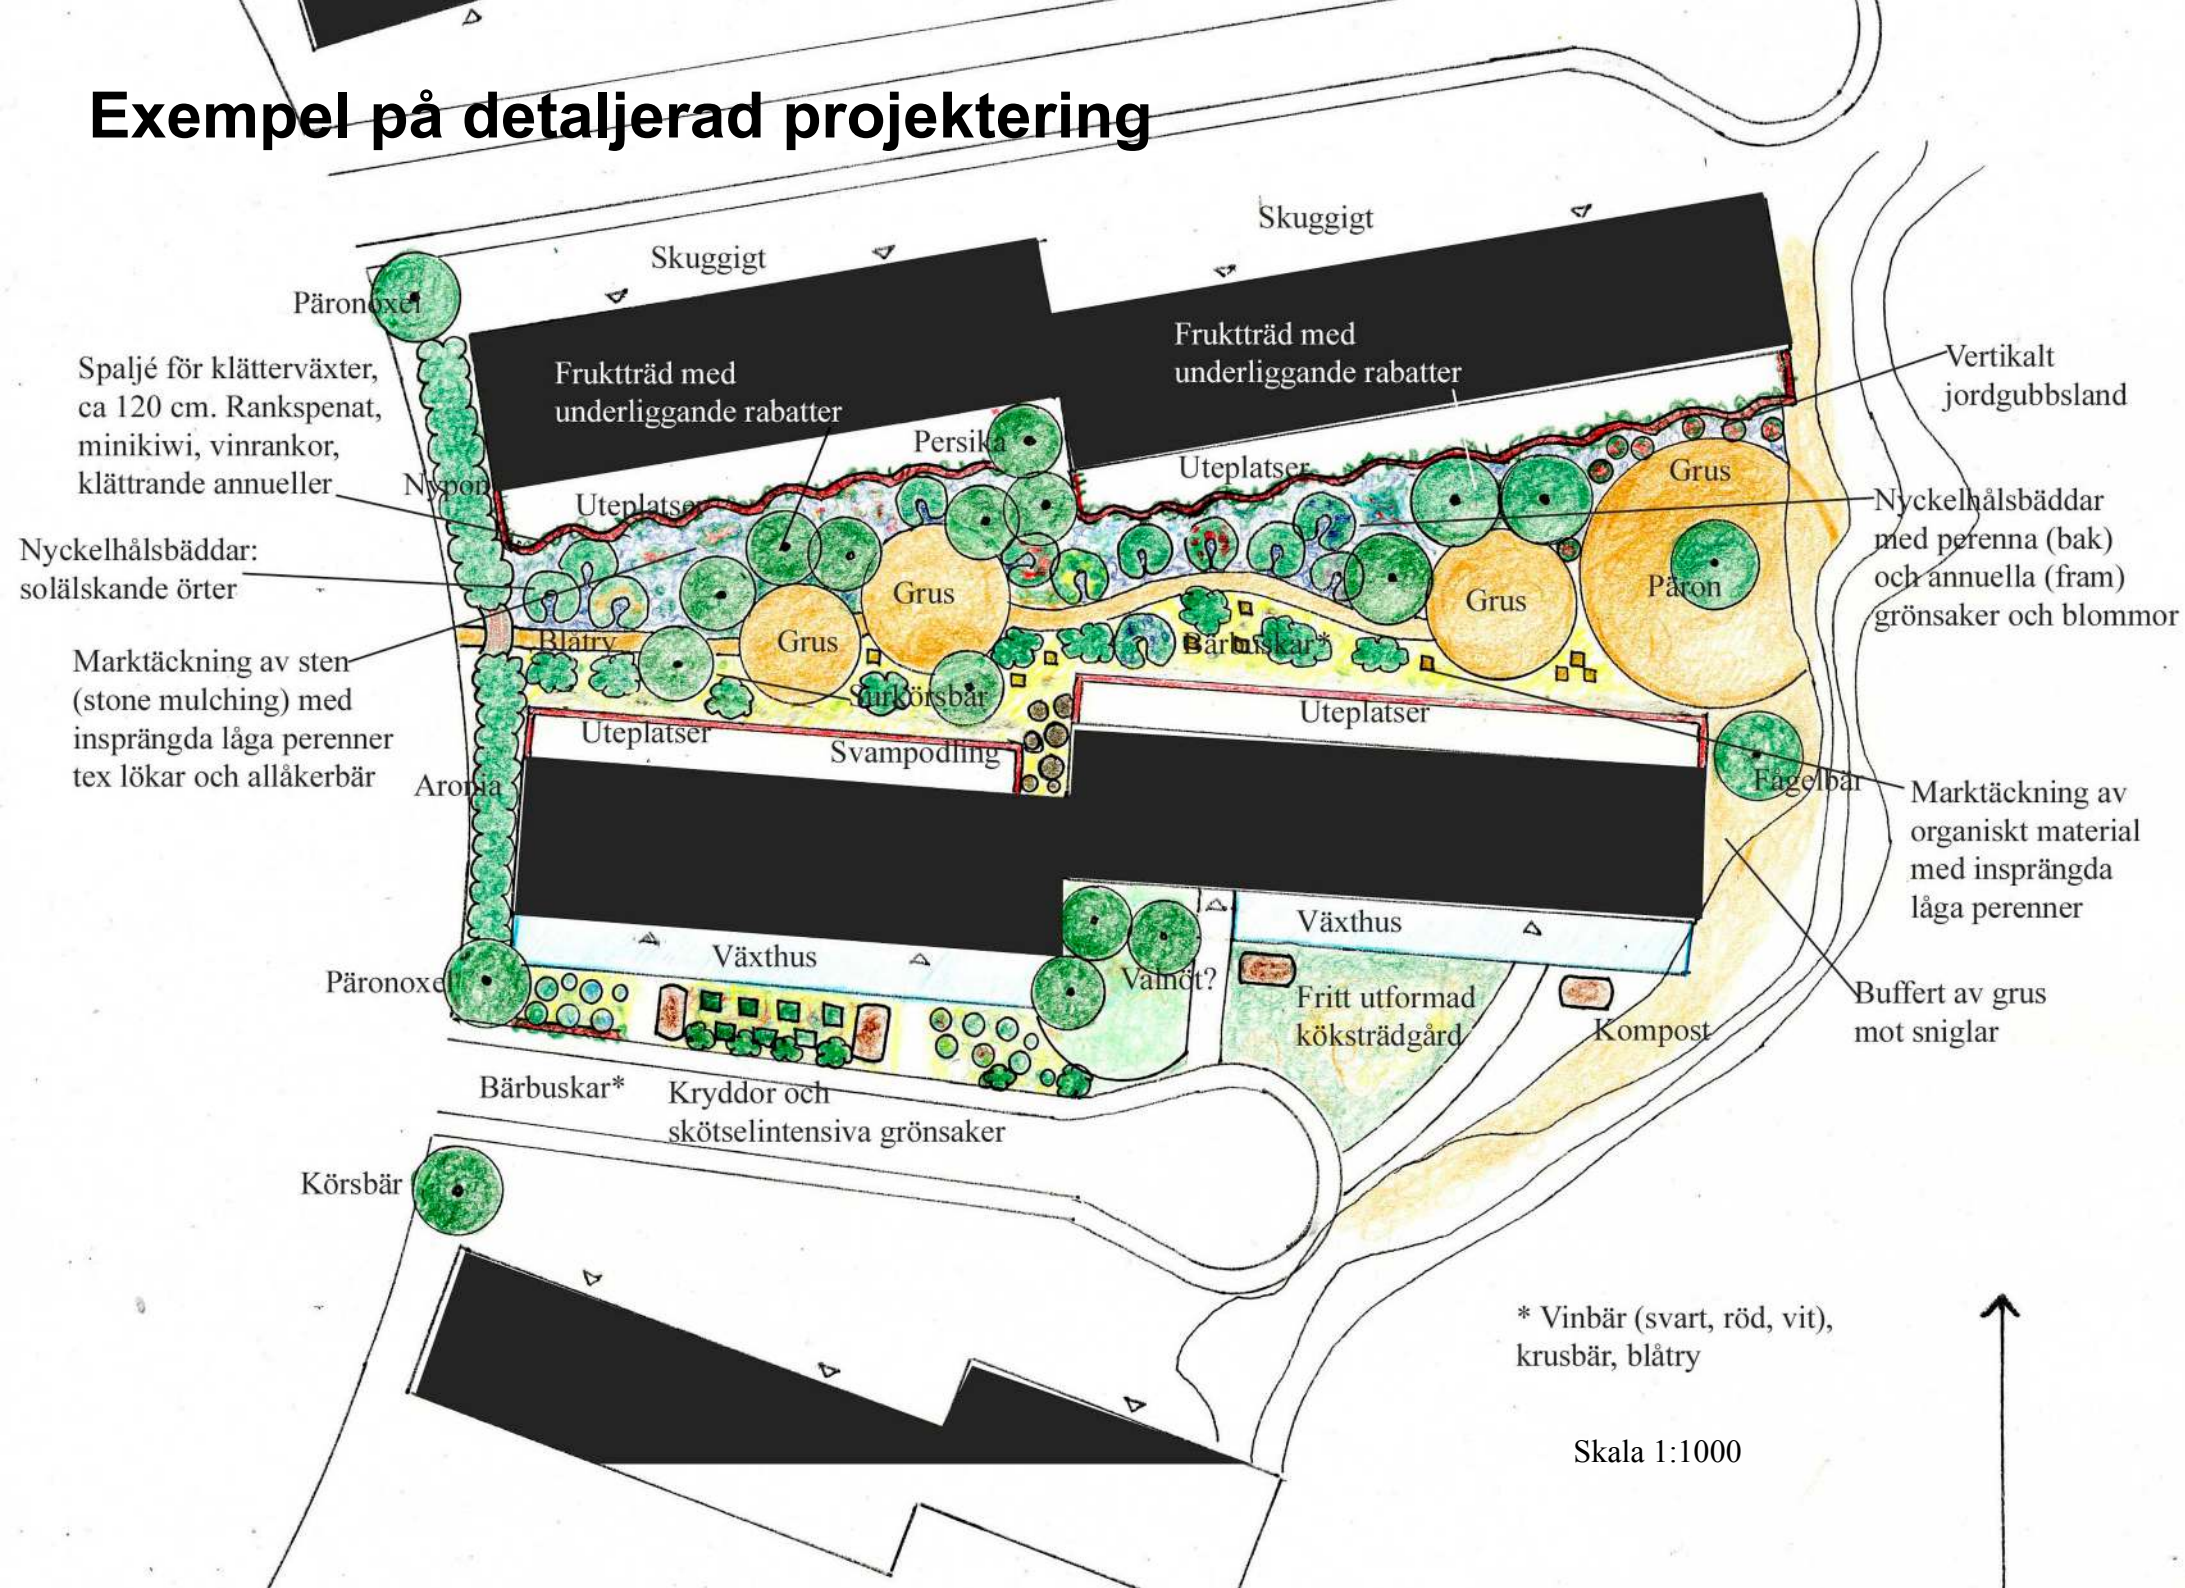 Exempel på detaljerad projektering
Skuggigt
Skuggigt
Päronoxel
Spaljé för klätterväxter,
ca 120 cm. Rankspenat,
minikiwi, vinrankor,
klättrande annueller
Fruktträd med
underliggande rabatter
Fruktträd med
underliggande rabatter
Vertikalt
jordgubbsland
Persika
Nypon
Uteplatser
Uteplatser
Grus
Nyckelhålsbäddar
med perenna (bak)
och annuella (fram)
grönsaker och blommor
Nyckelhålsbäddar:
solälskande örter
Grus
Grus
Päron
Blåtry
Grus
Bärbuskar*
Marktäckning av sten
(stone mulching) med
insprängda låga perenner
tex lökar och allåkerbär
Surkörsbär
Uteplatser
Uteplatser
Svampodling
Aronia
Fågelbär
Marktäckning av
organiskt material
med insprängda
låga perenner
Växthus
Växthus
Päronoxel
Valnöt?
Fritt utformad
köksträdgård
Kompost
Buffert av grus
mot sniglar
Bärbuskar*
Kryddor och
skötselintensiva grönsaker
Körsbär
* Vinbär (svart, röd, vit),
krusbär, blåtry
Skala 1:1000